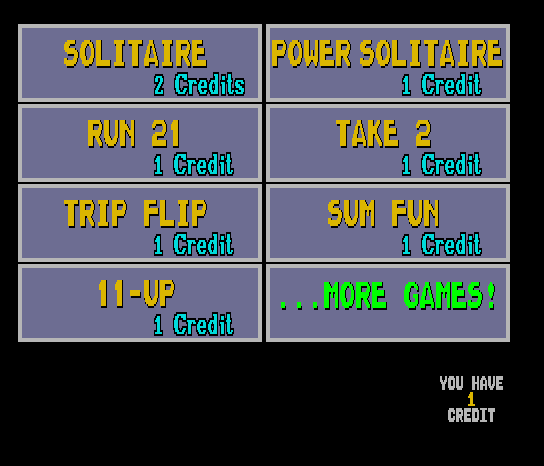 SOLITAIRE
2 Credits
POWER SOLITAIRE
1 Credit
RUN 21
1 Credit
TAKE 2
1 Credit
TRIP FLIP
1 Credit
SUM FUN
1 Credit
11-UP
1 Credit
...MORE GAMES!
YOU HAVE
1
CREDIT